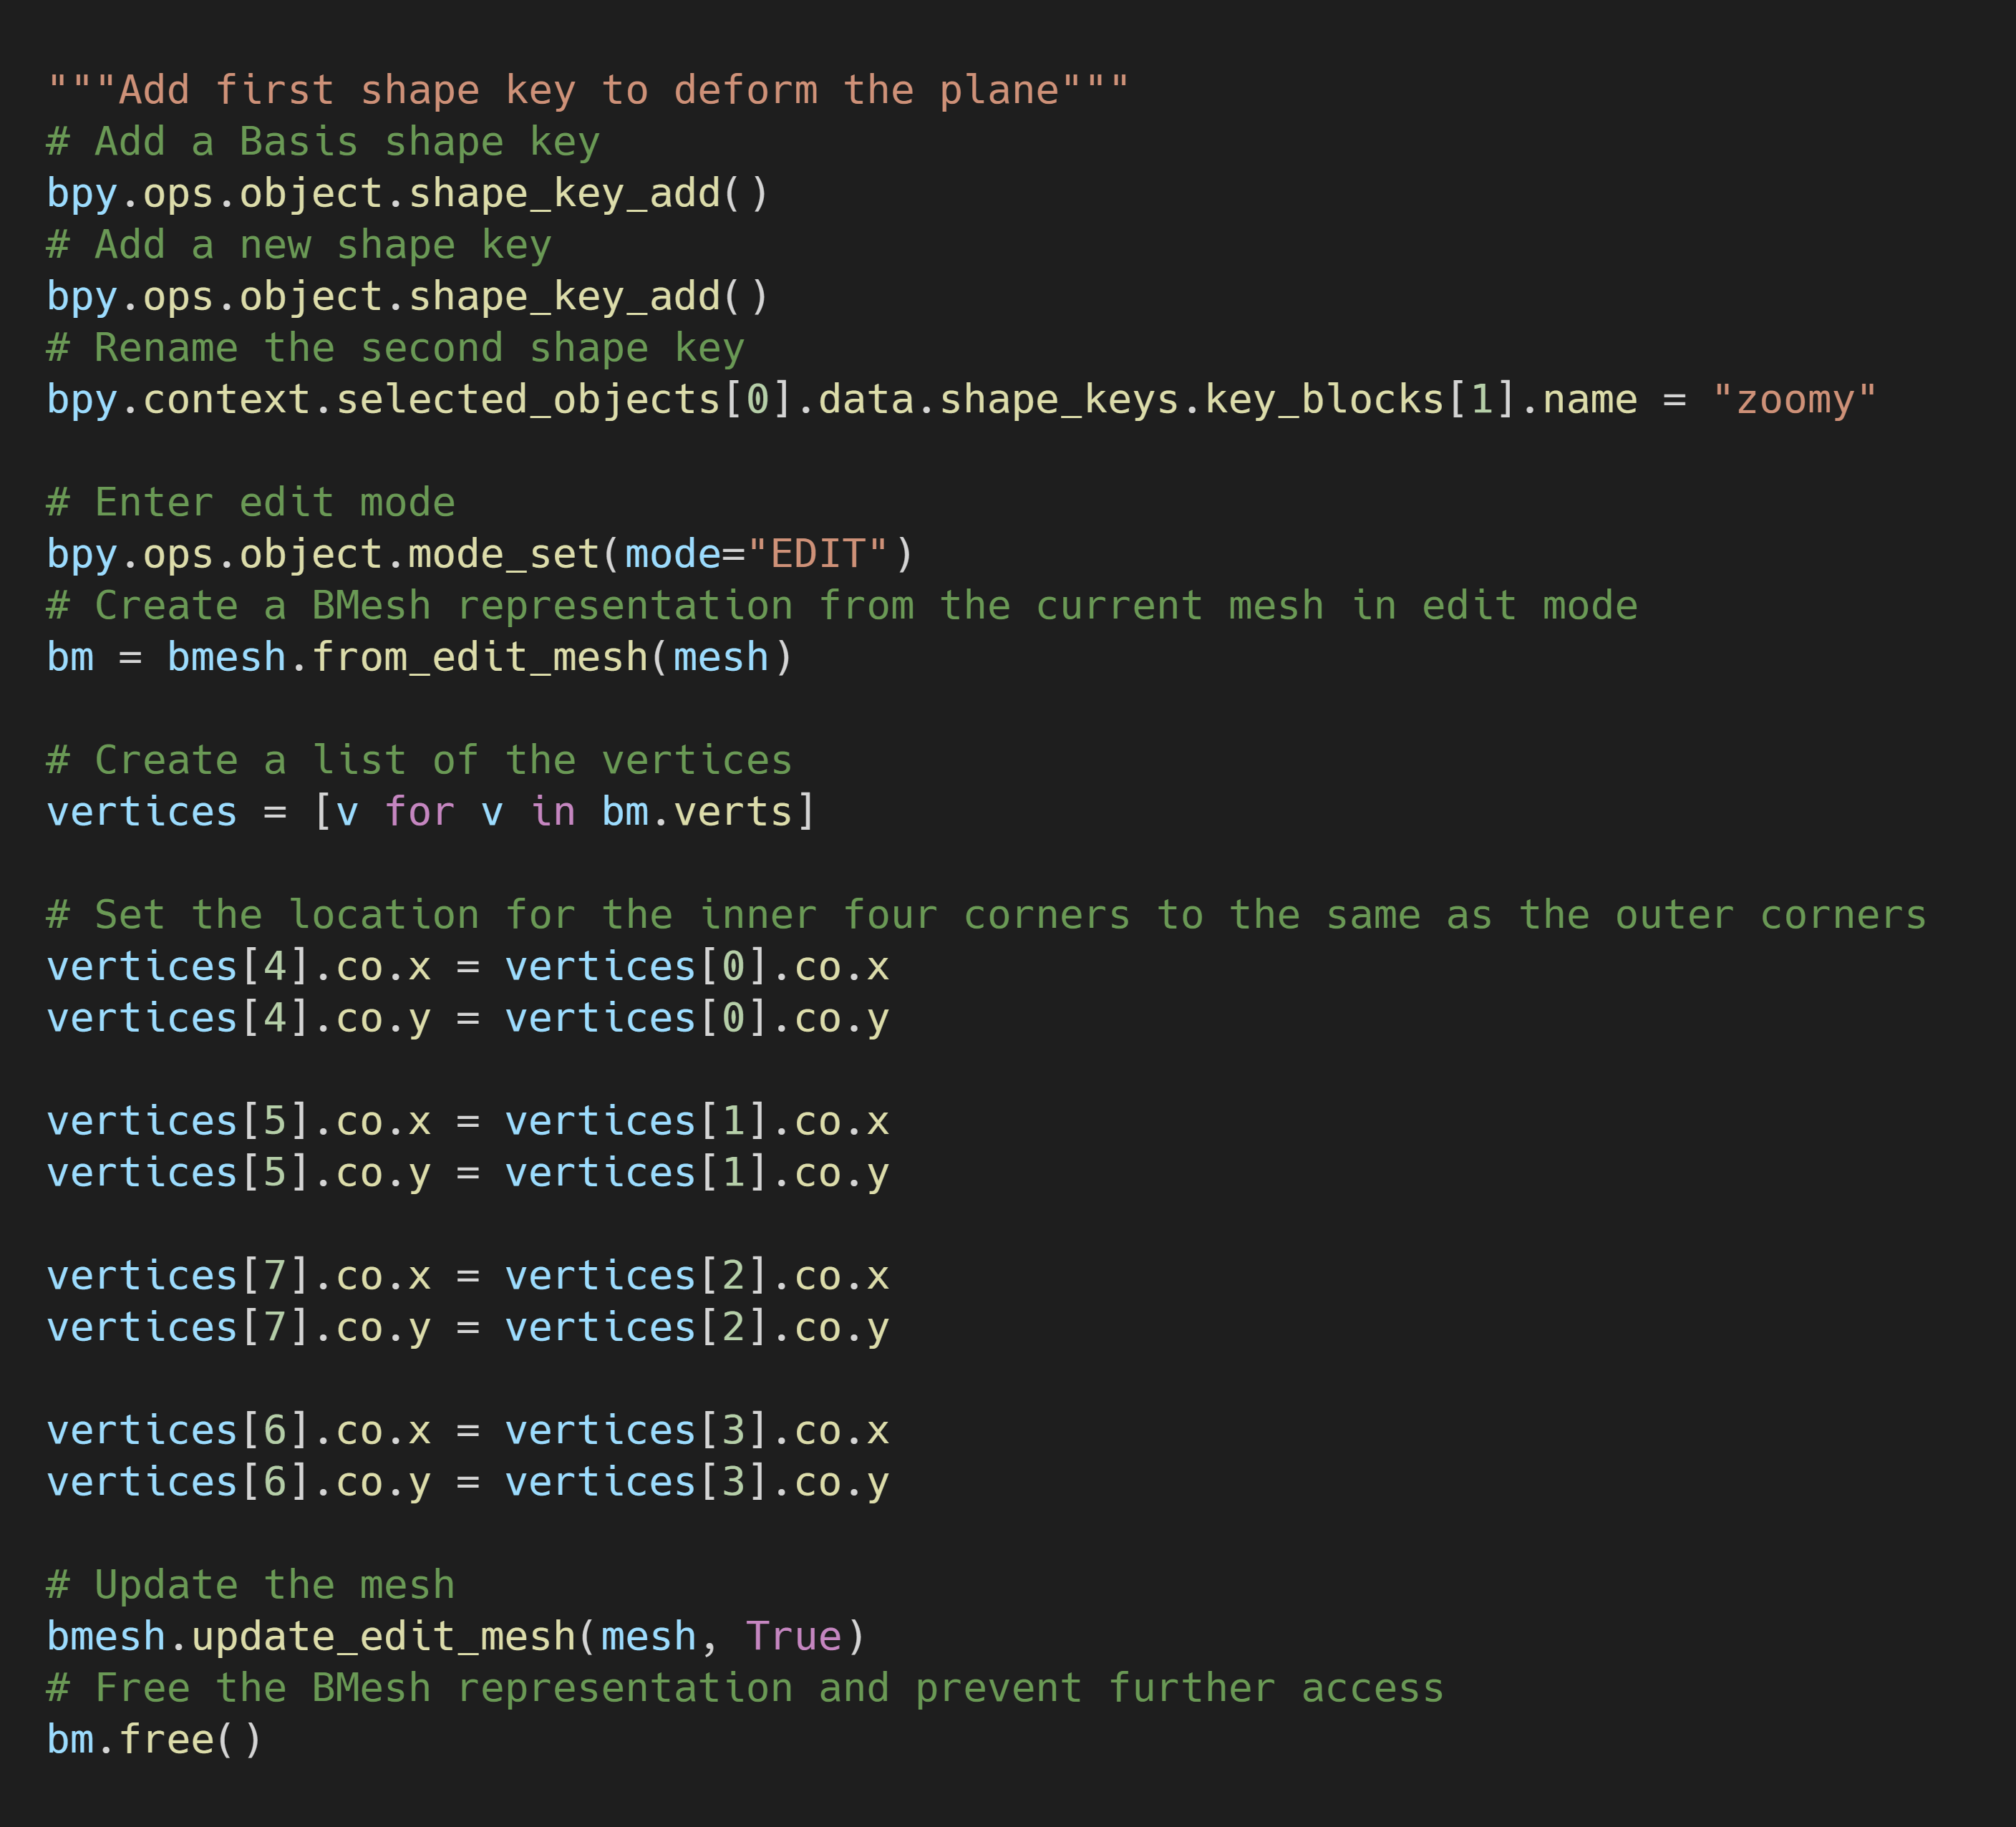 """Add first shape key to deform the plane"""
# Add a Basis shape key
bpy.ops.object.shape_key_add()
# Add a new shape key
bpy.ops.object.shape_key_add()
# Rename the second shape key
bpy.context.selected_objects[0].data.shape_keys.key_blocks[1].name = "zoomy"

# Enter edit mode
bpy.ops.object.mode_set(mode="EDIT")
# Create a BMesh representation from the current mesh in edit mode
bm = bmesh.from_edit_mesh(mesh)

# Create a list of the vertices
vertices = [v for v in bm.verts]

# Set the location for the inner four corners to the same as the outer corners
vertices[4].co.x = vertices[0].co.x
vertices[4].co.y = vertices[0].co.y

vertices[5].co.x = vertices[1].co.x
vertices[5].co.y = vertices[1].co.y

vertices[7].co.x = vertices[2].co.x
vertices[7].co.y = vertices[2].co.y

vertices[6].co.x = vertices[3].co.x
vertices[6].co.y = vertices[3].co.y

# Update the mesh
bmesh.update_edit_mesh(mesh, True)
# Free the BMesh representation and prevent further access
bm.free()